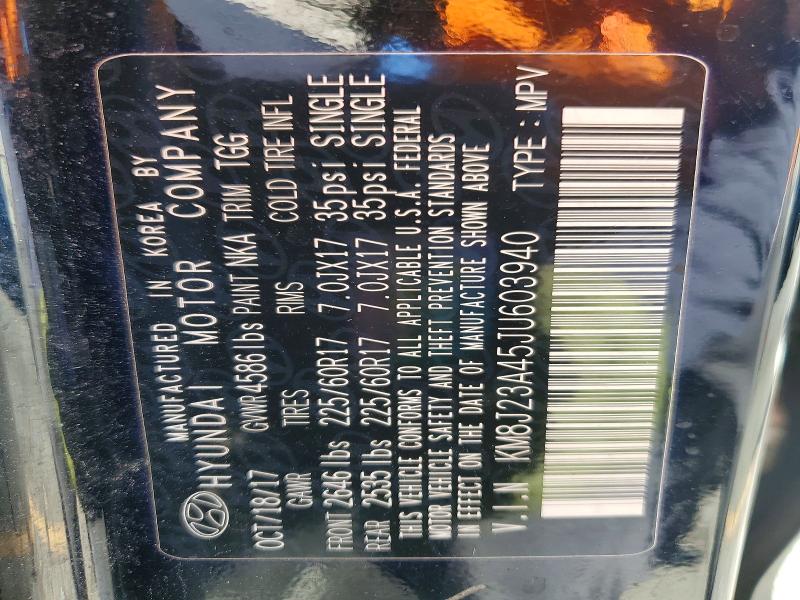 MANUFACTURED IN KOREA BY
HYUNDAI MOTOR COMPANY
OCT/18/17 GVWR 4586 lbs PAINT NKA TRIM TGG
GAWR TIRES RIMS COLD TIRE INFL
FRONT 2646 lbs 225/60R17 7.0JX17 35psi SINGLE
REAR 2535 lbs 225/60R17 7.0JX17 35psi SINGLE
THIS VEHICLE CONFORMS TO ALL APPLICABLE U.S.A. FEDERAL
MOTOR VEHICLE SAFETY AND THEFT PREVENTION STANDARDS
IN EFFECT ON THE DATE OF MANUFACTURE SHOWN ABOVE
V.I.N KM8J23A45JU603940 TYPE : MPV